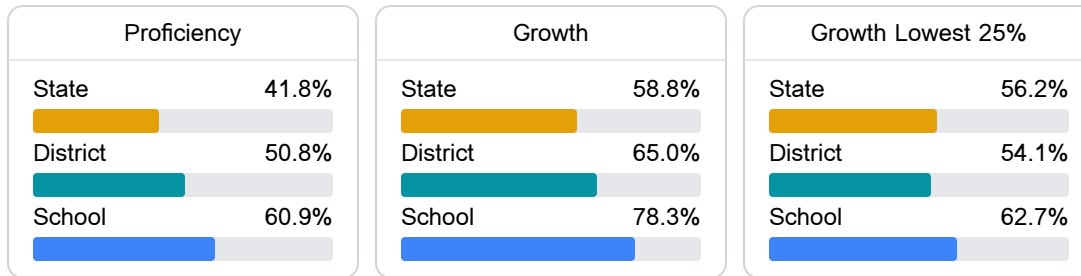 Proficiency
State 41.8%
District 50.8%
School 60.9%
Growth
State 58.8%
District 65.0%
School 78.3%
Growth Lowest 25%
State 56.2%
District 54.1%
School 62.7%